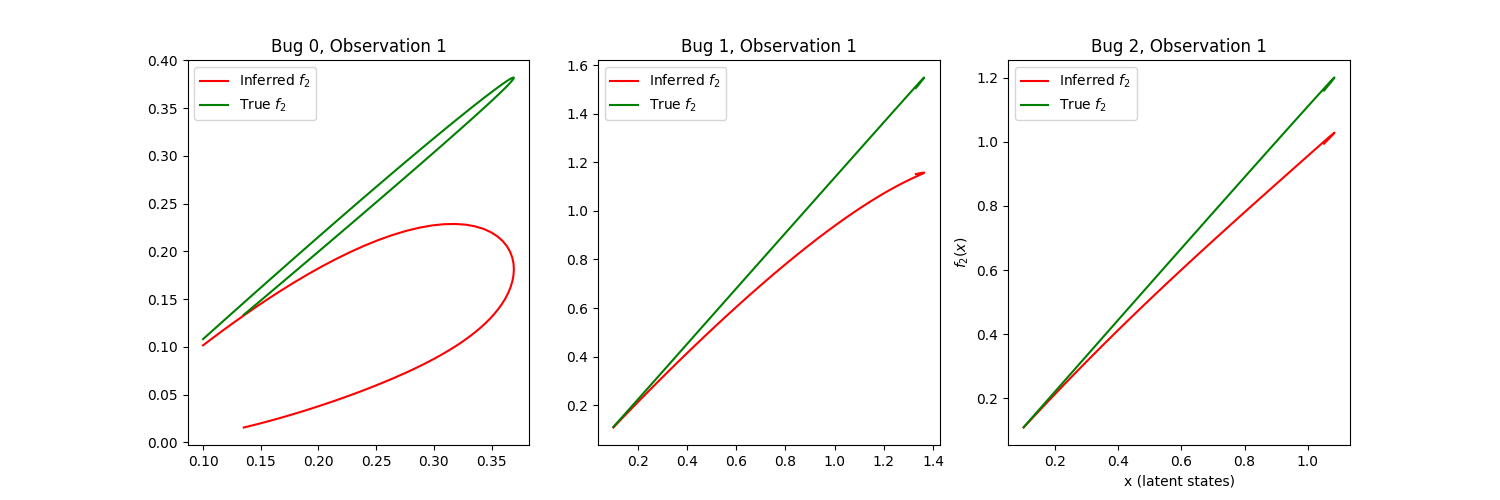 Bug 0, Observation 1
Inferred f₂
True f₂
0.40
0.35
0.30
0.25
0.20
0.15
0.10
0.05
0.00
0.10 0.15 0.20 0.25 0.30 0.35
Bug 1, Observation 1
Inferred f₂
True f₂
1.6
1.4
1.2
1.0
0.8
0.6
0.4
0.2
0.2 0.4 0.6 0.8 1.0 1.2 1.4
Bug 2, Observation 1
Inferred f₂
True f₂
f₂(x)
1.2
1.0
0.8
0.6
0.4
0.2
0.2 0.4 0.6 0.8 1.0
x (latent states)